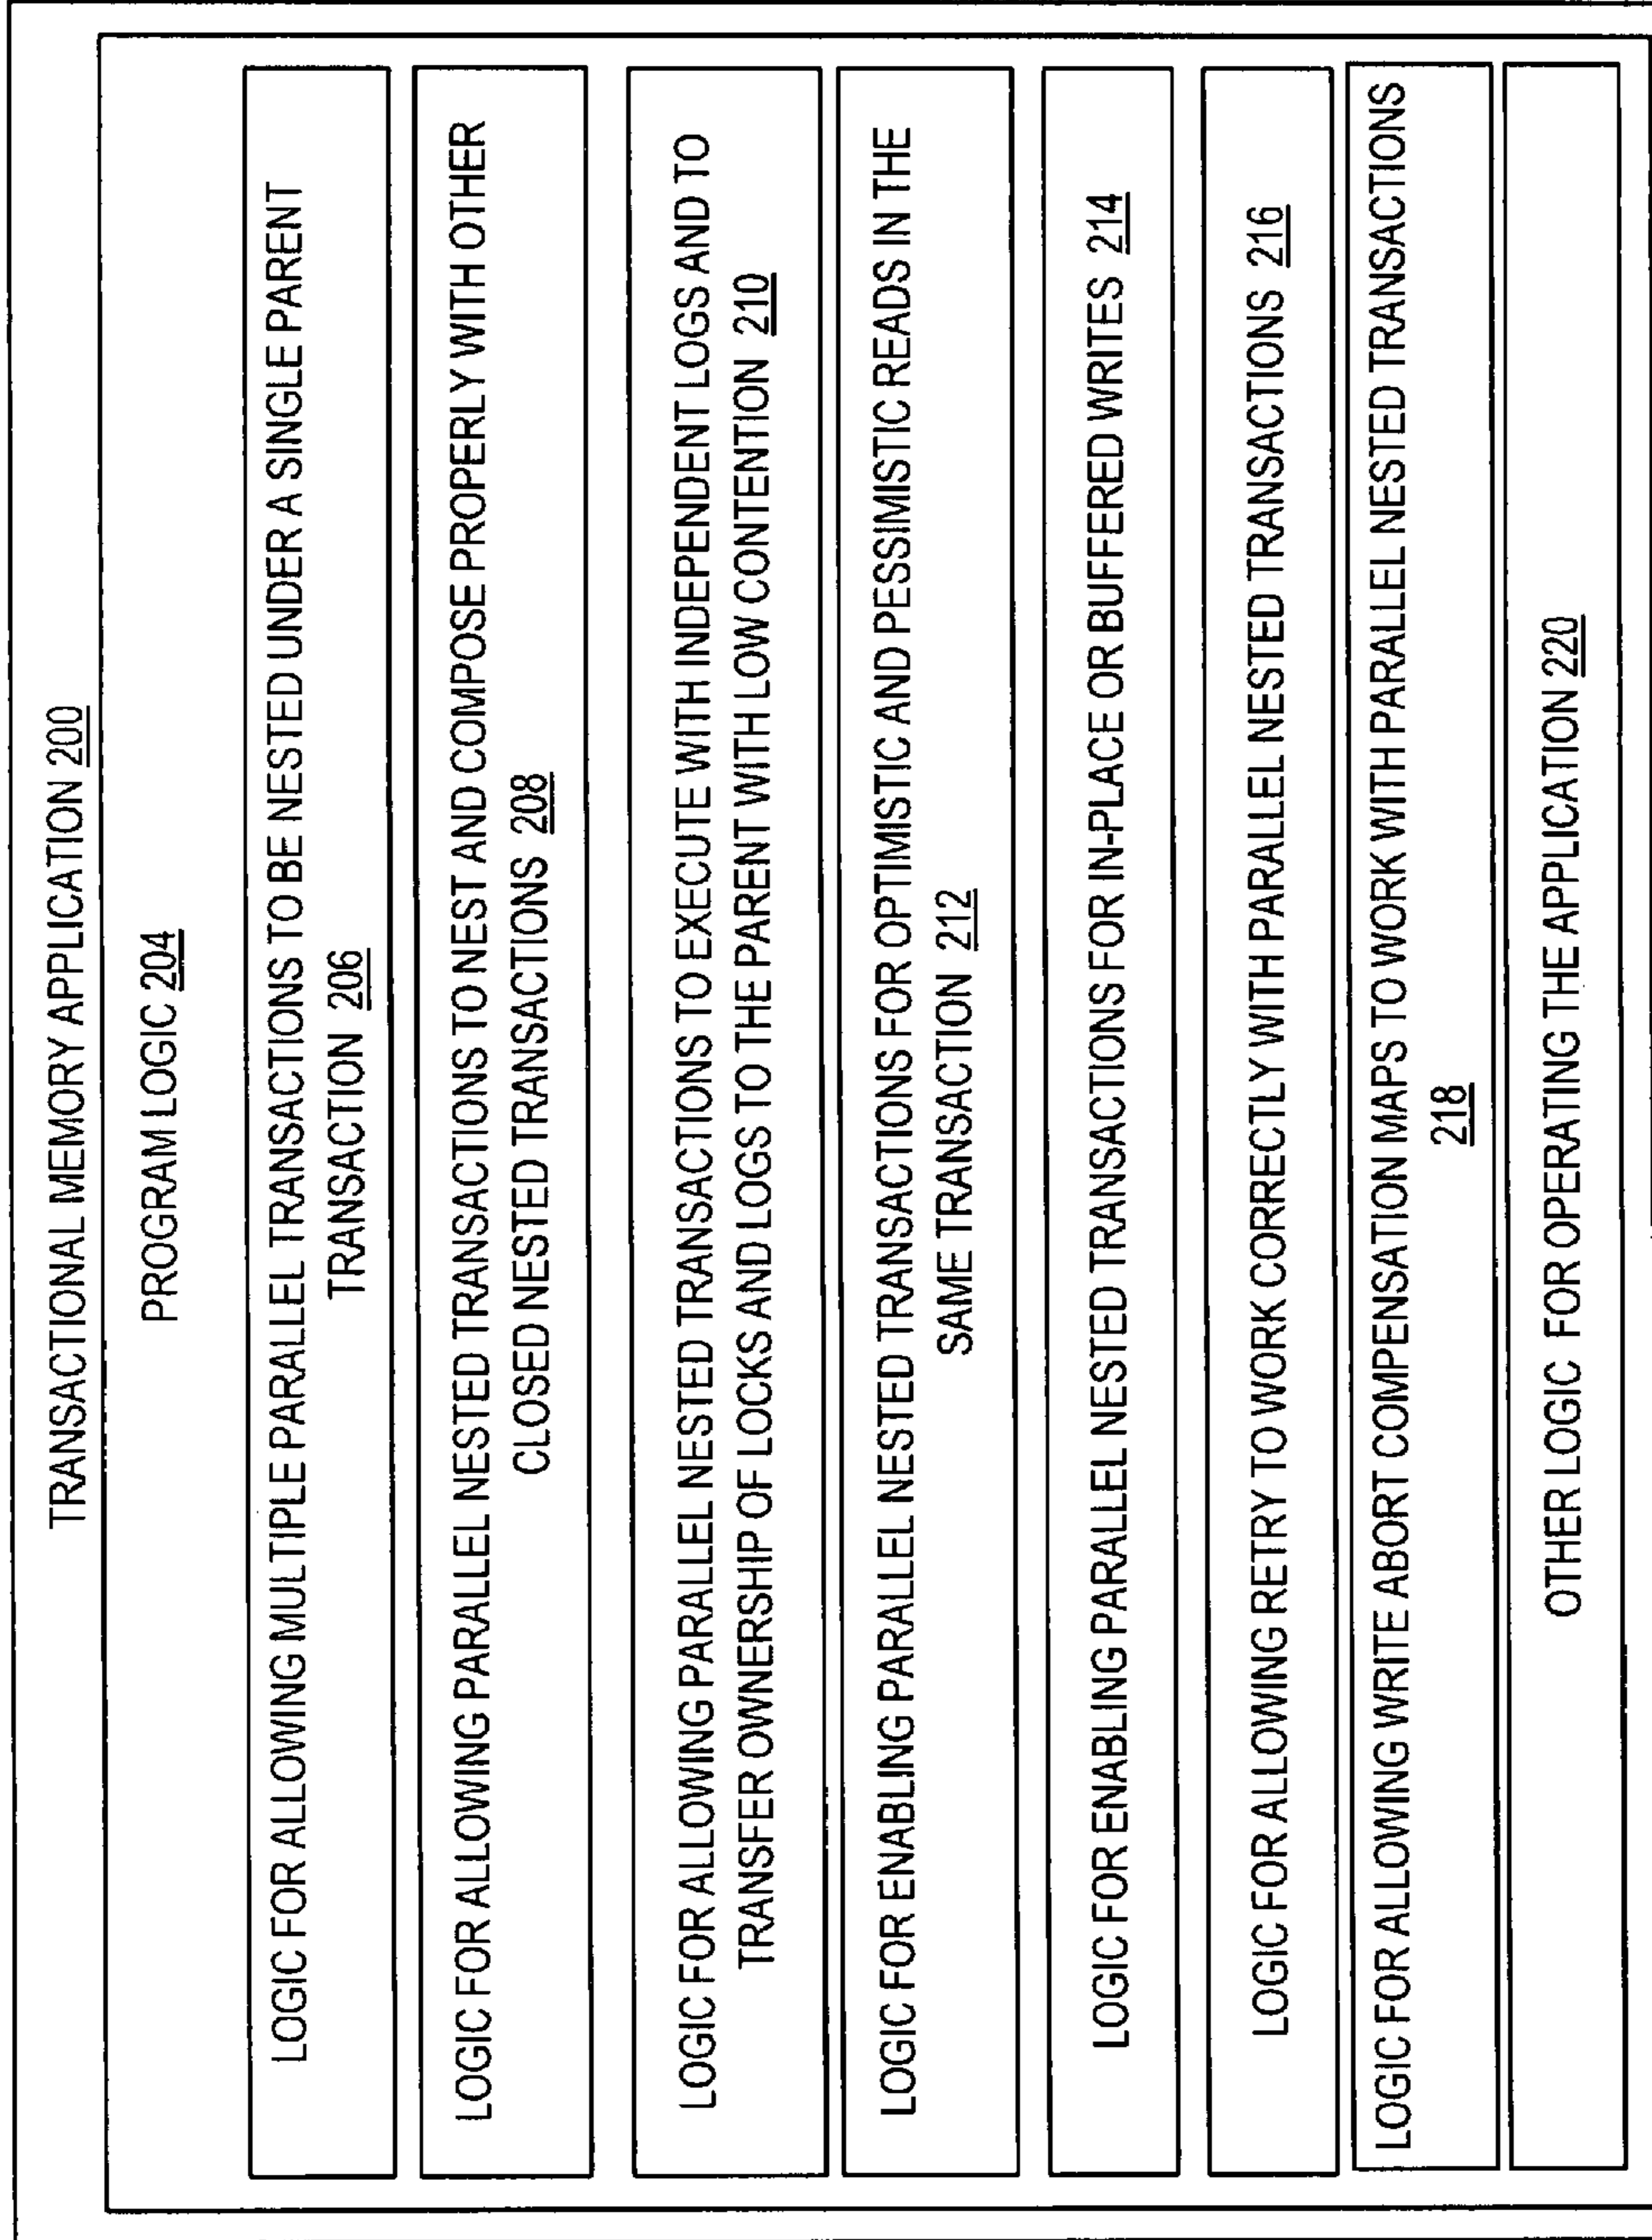 TRANSACTIONAL MEMORY APPLICATION 200
PROGRAM LOGIC 204
LOGIC FOR ALLOWING MULTIPLE PARALLEL TRANSACTIONS TO BE NESTED UNDER A SINGLE PARENT
TRANSACTION 206
LOGIC FOR ALLOWING PARALLEL NESTED TRANSACTIONS TO NEST AND COMPOSE PROPERLY WITH OTHER
CLOSED NESTED TRANSACTIONS 208
LOGIC FOR ALLOWING PARALLEL NESTED TRANSACTIONS TO EXECUTE WITH INDEPENDENT LOGS AND TO
TRANSFER OWNERSHIP OF LOCKS AND LOGS TO THE PARENT WITH LOW CONTENTION 210
LOGIC FOR ENABLING PARALLEL NESTED TRANSACTIONS FOR OPTIMISTIC AND PESSIMISTIC READS IN THE
SAME TRANSACTION 212
LOGIC FOR ENABLING PARALLEL NESTED TRANSACTIONS FOR IN-PLACE OR BUFFERED WRITES 214
LOGIC FOR ALLOWING RETRY TO WORK CORRECTLY WITH PARALLEL NESTED TRANSACTIONS 216
LOGIC FOR ALLOWING WRITE ABORT COMPENSATION MAPS TO WORK WITH PARALLEL NESTED TRANSACTIONS
218
OTHER LOGIC FOR OPERATING THE APPLICATION 220